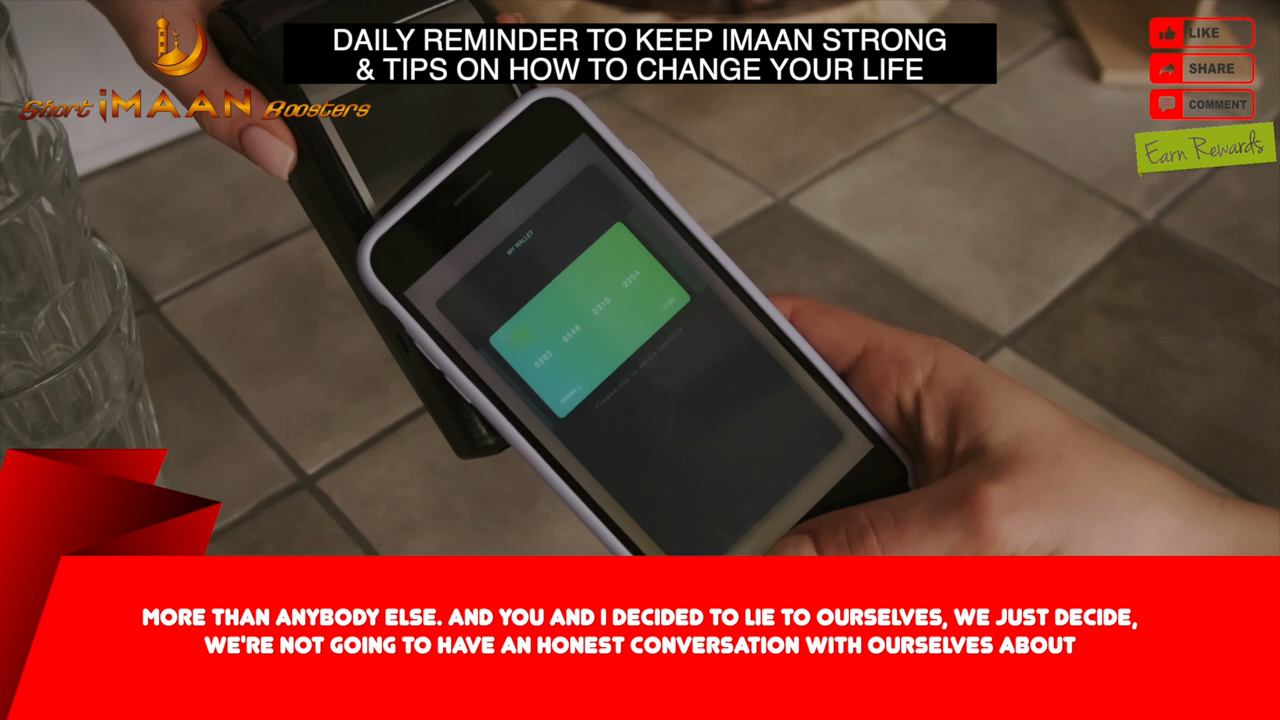 DAILY REMINDER TO KEEP IMAAN STRONG
& TIPS ON HOW TO CHANGE YOUR LIFE
Short iMAAN Boosters
LIKE
SHARE
COMMENT
Earn Rewards
MY WALLET
5562 6548 2315 3254
MORE THAN ANYBODY ELSE. AND YOU AND I DECIDED TO LIE TO OURSELVES, WE JUST DECIDE,
WE'RE NOT GOING TO HAVE AN HONEST CONVERSATION WITH OURSELVES ABOUT